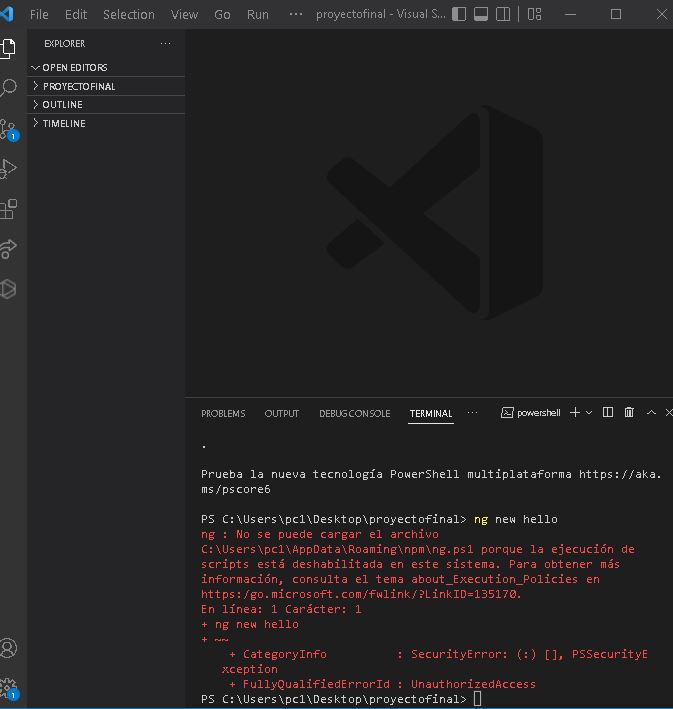 File Edit Selection View Go Run ··· proyectofinal - Visual S...
EXPLORER ···
OPEN EDITORS
PROYECTOFINAL
OUTLINE
TIMELINE
1
1
PROBLEMS OUTPUT DEBUG CONSOLE TERMINAL ··· powershell
.
Prueba la nueva tecnología PowerShell multiplataforma https://aka.
ms/pscore6
PS C:\Users\pc1\Desktop\proyectofinal> ng new hello
ng : No se puede cargar el archivo
C:\Users\pc1\AppData\Roaming\npm\ng.ps1 porque la ejecución de
scripts está deshabilitada en este sistema. Para obtener más
información, consulta el tema about_Execution_Policies en
https:/go.microsoft.com/fwlink/?LinkID=135170.
En línea: 1 Carácter: 1
+ ng new hello
+ ~~
+ CategoryInfo : SecurityError: (:) [], PSSecurityE
xception
+ FullyQualifiedErrorId : UnauthorizedAccess
PS C:\Users\pc1\Desktop\proyectofinal>